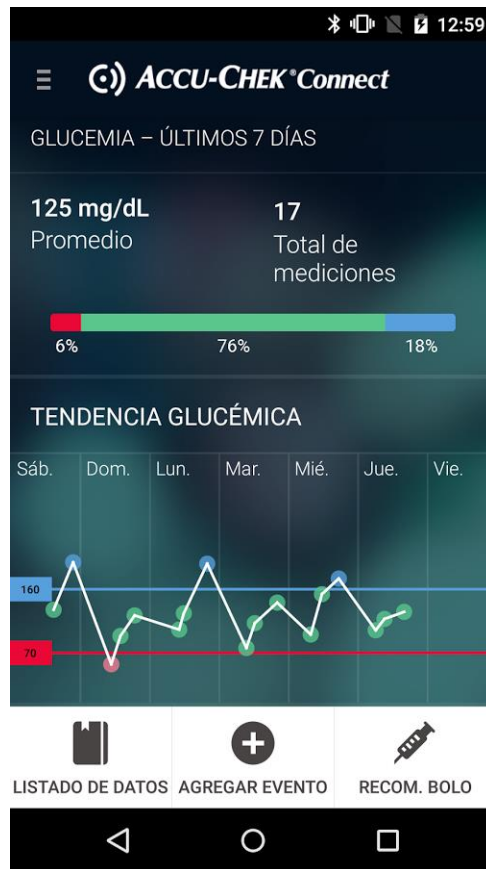 12:59
ACCU-CHEK®Connect
GLUCEMIA – ÚLTIMOS 7 DÍAS
125 mg/dL
Promedio
17
Total de
mediciones
6% 76% 18%
TENDENCIA GLUCÉMICA
Sáb. Dom. Lun. Mar. Mié. Jue. Vie.
160
70
LISTADO DE DATOS AGREGAR EVENTO RECOM. BOLO